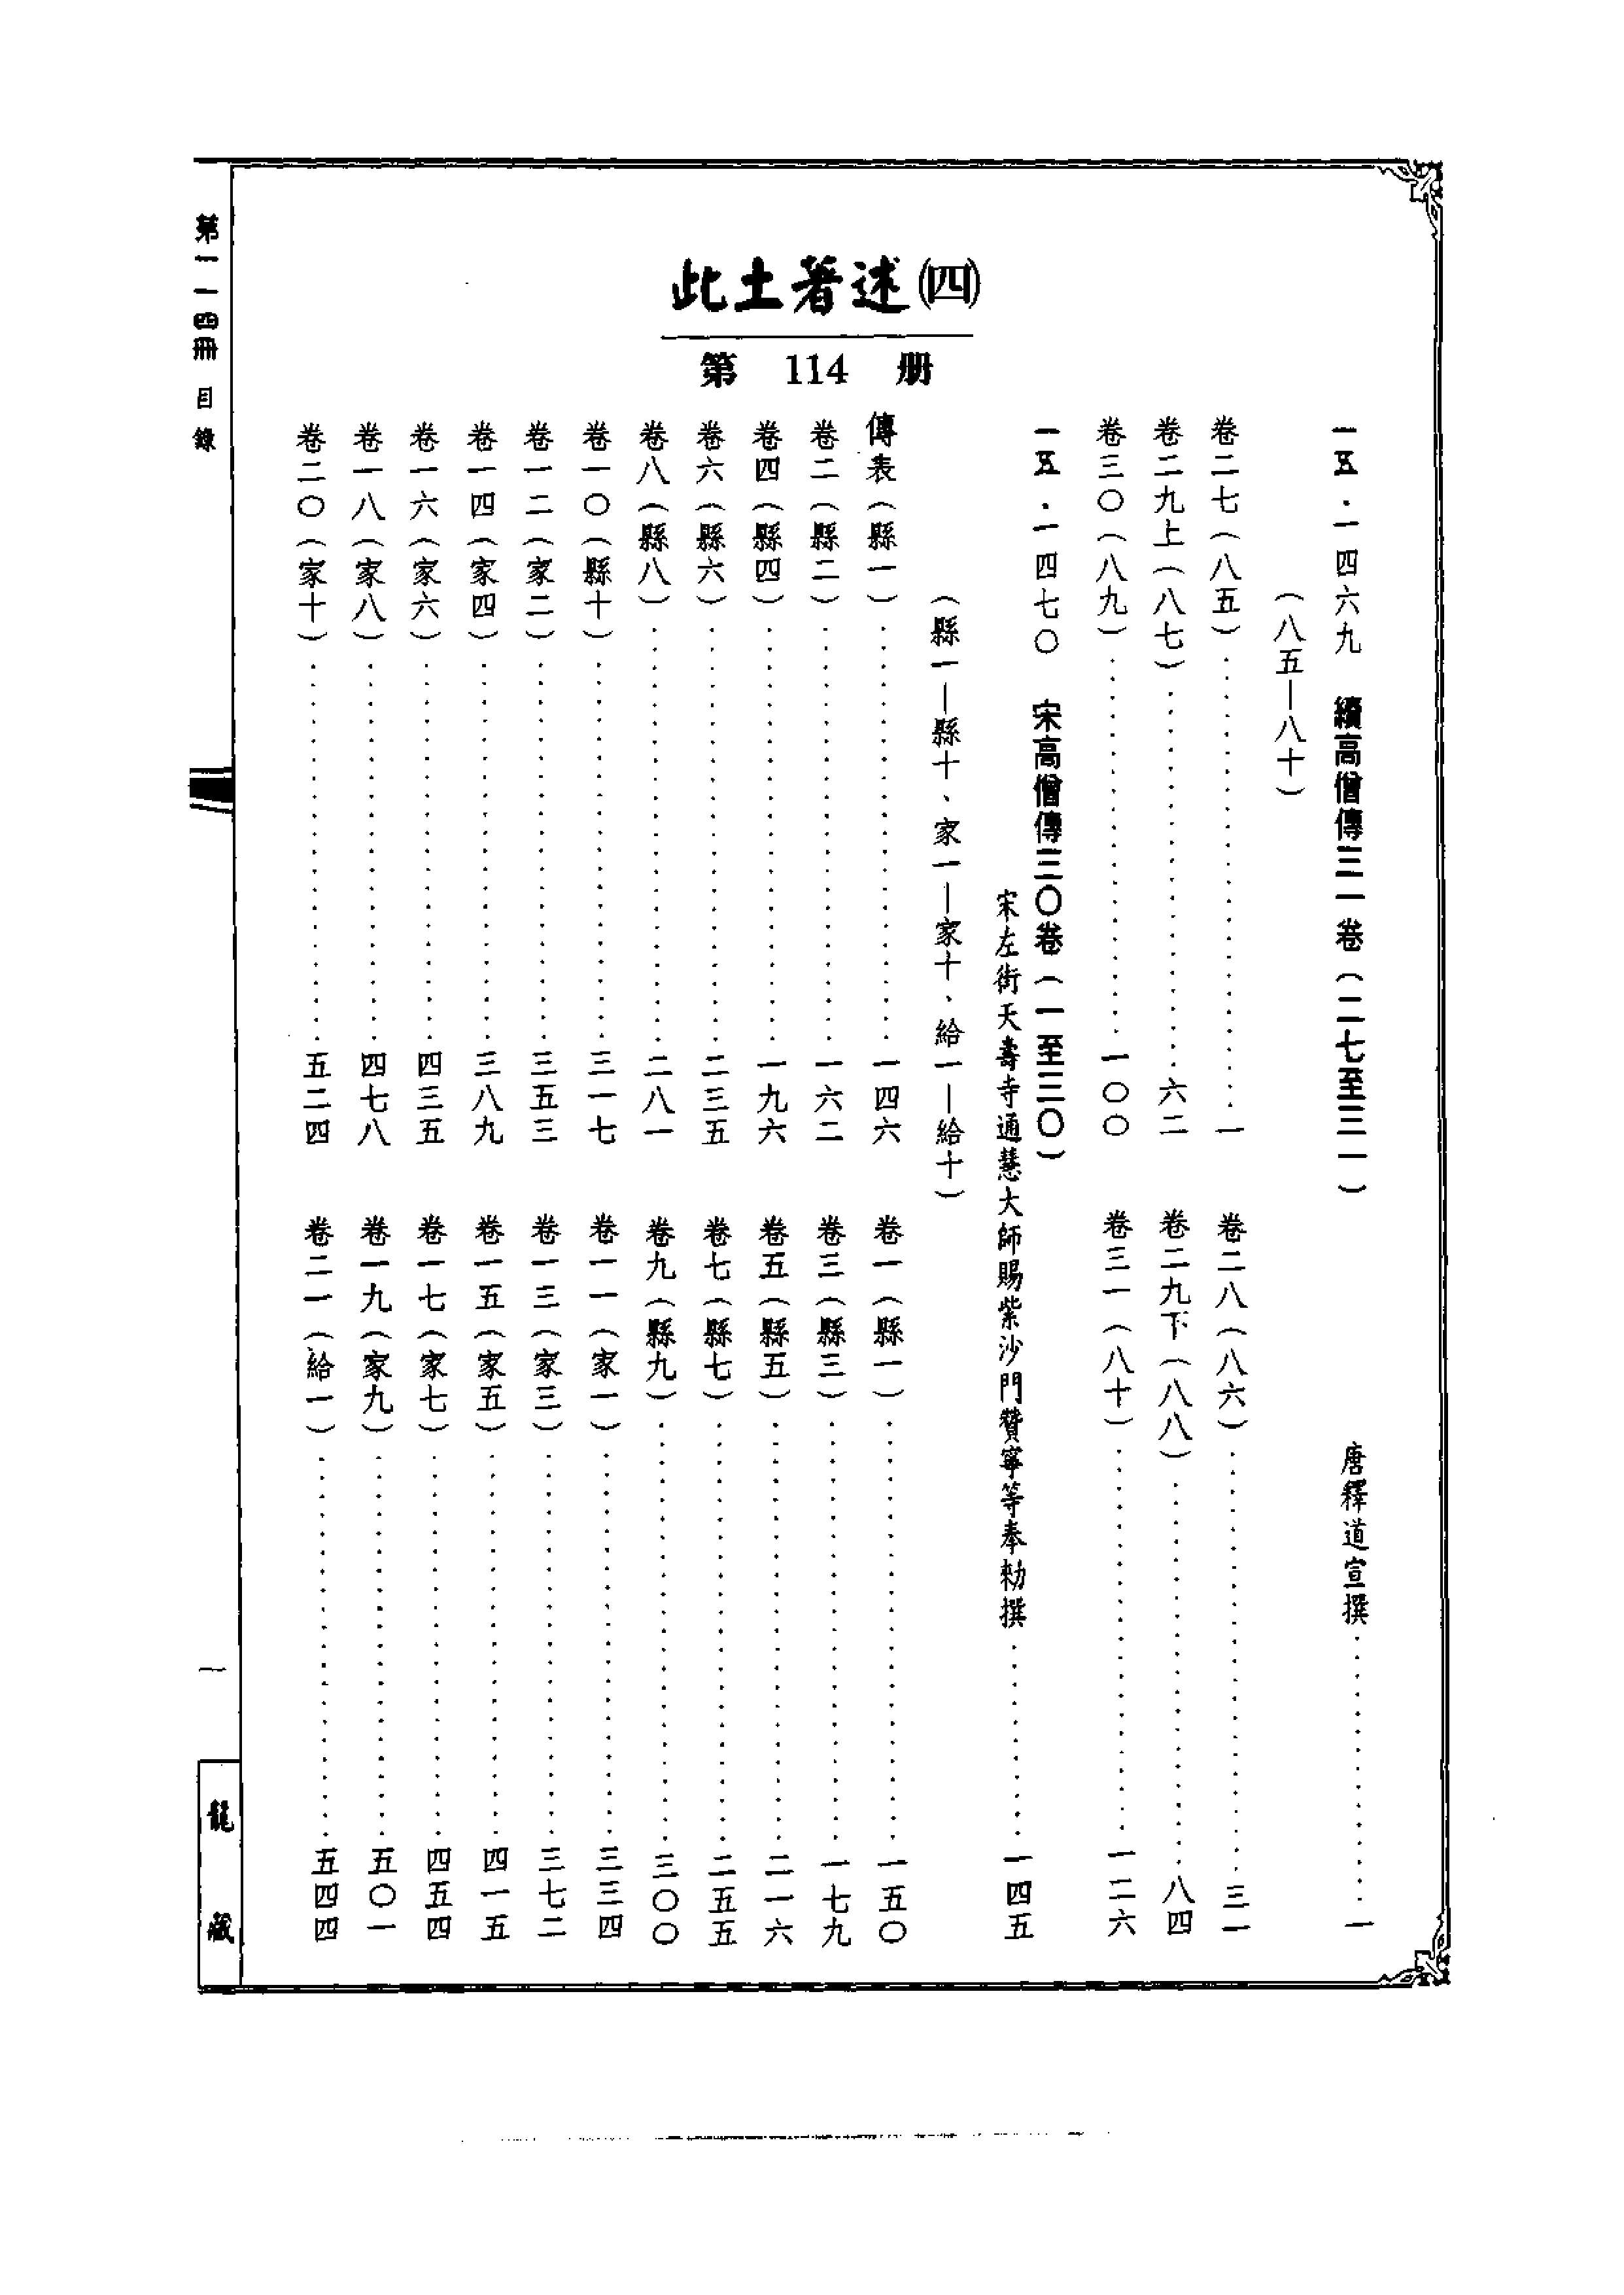 此土著述㈣
第 114 册
一五．一四六九　續高僧傳三一卷（二七至三一）　唐釋道宣撫……一
（八五—八十）
卷二七（八五）……一　卷二八（八六）……三一
卷二九上（八七）……六二　卷二九下（八八）……八四
卷三〇（八九）……一〇〇　卷三一（八十）……一二六
一五．一四七〇　宋高僧傳三〇卷（一至三〇）
宋左街天壽寺通慧大師賜紫沙門贊寧等奉勅撰……一四五
（縣一—縣十、家一—家十、給一—給十）
傳表（縣一）……一四六　卷一（縣一）……一五〇
卷二（縣二）……一六二　卷三（縣三）……一七九
卷四（縣四）……一九六　卷五（縣五）……二一六
卷六（縣六）……二三五　卷七（縣七）……二五五
卷八（縣八）……二八一　卷九（縣九）……三〇〇
卷一〇（縣十）……三一七　卷一一（家一）……三三四
卷一二（家二）……三五三　卷一三（家三）……三七二
卷一四（家四）……三八九　卷一五（家五）……四一五
卷一六（家六）……四三五　卷一七（家七）……四五四
卷一八（家八）……四七八　卷一九（家九）……五〇一
卷二〇（家十）……五二四　卷二一（給一）……五四四
第一一四冊 目錄
一
龍藏